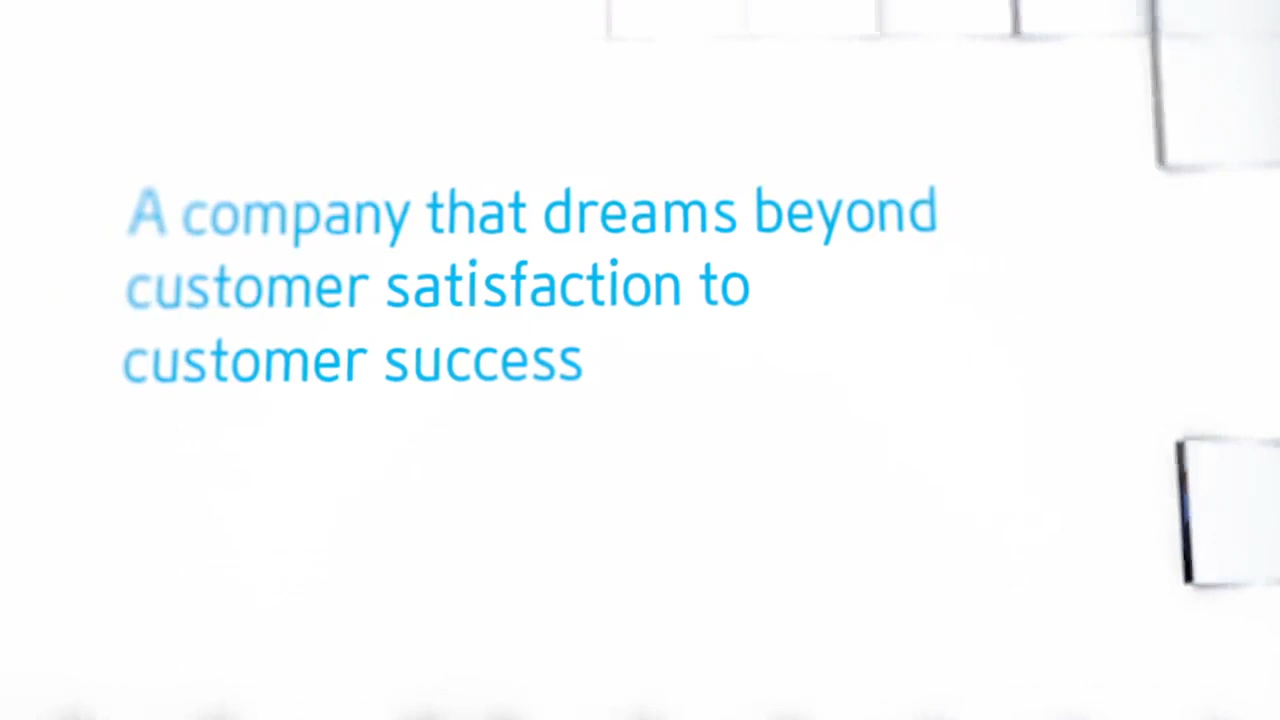 A company that dreams beyond
customer satisfaction to
customer success